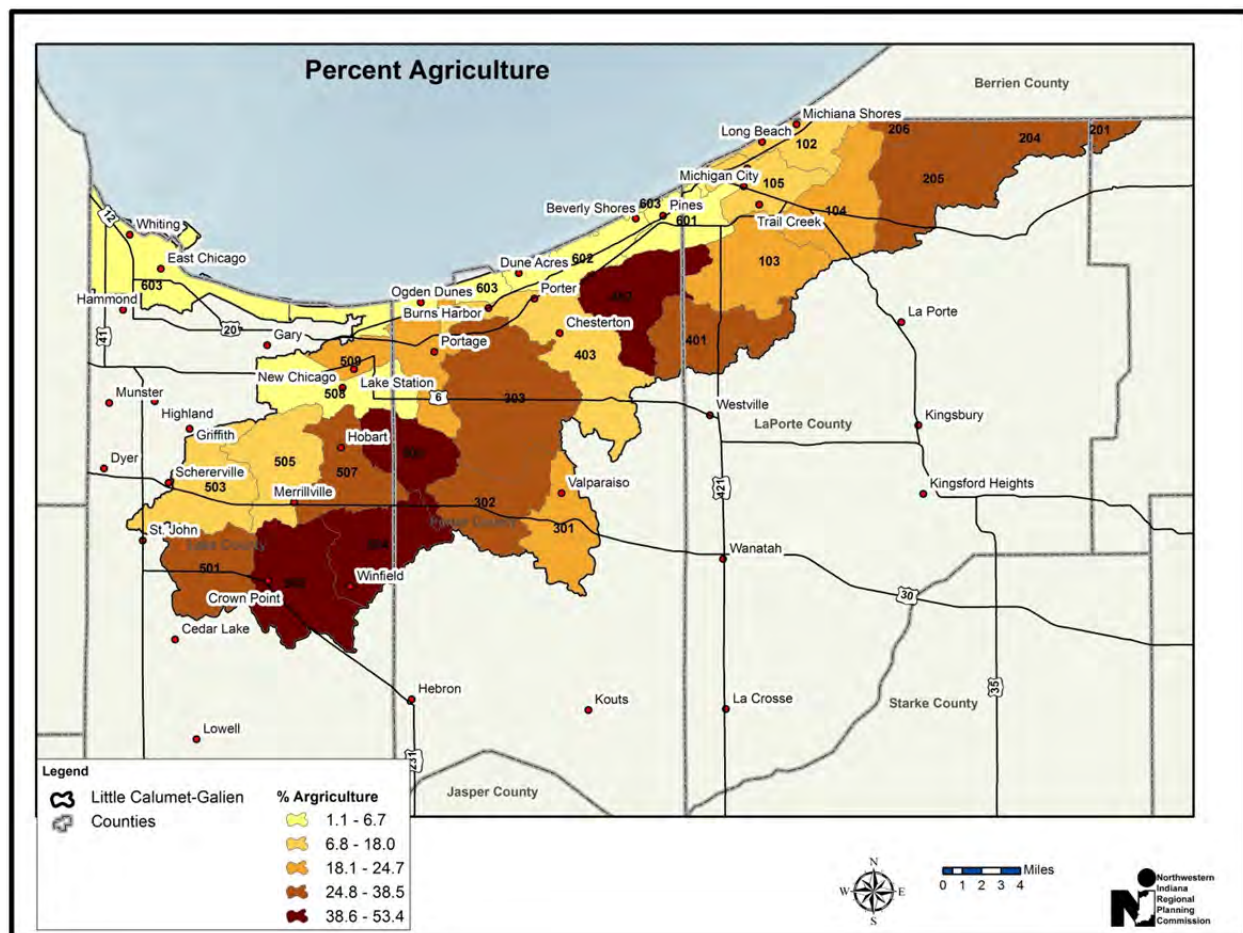 Percent Agriculture
Berrien County
Michiana Shores
Long Beach
102
206
204
201
Michigan City
105
205
Beverly Shores
603
Pines
601
Trail Creek
104
12
Whiting
East Chicago
603
Dune Acres
602
103
Hammond
Ogden Dunes
603
Porter
Burns Harbor
41
20
Gary
Chesterton
401
La Porte
403
Portage
509
New Chicago
Lake Station
508
6
303
Munster
Highland
Westville
Kingsbury
LaPorte County
Griffith
Hobart
Dyer
505
507
Schererville
503
Merrillville
302
Valparaiso
421
Kingsford Heights
301
St. John
Lake County
Porter County
501
Winfield
Wanatah
Crown Point
30
Cedar Lake
Hebron
Kouts
La Crosse
35
Starke County
Lowell
231
Jasper County
Legend
Little Calumet-Galien
Counties
% Argriculture
1.1 - 6.7
6.8 - 18.0
18.1 - 24.7
24.8 - 38.5
38.6 - 53.4
N
W
E
S
Miles
0 1 2 3 4
Northwestern
Indiana
Regional
Planning
Commission